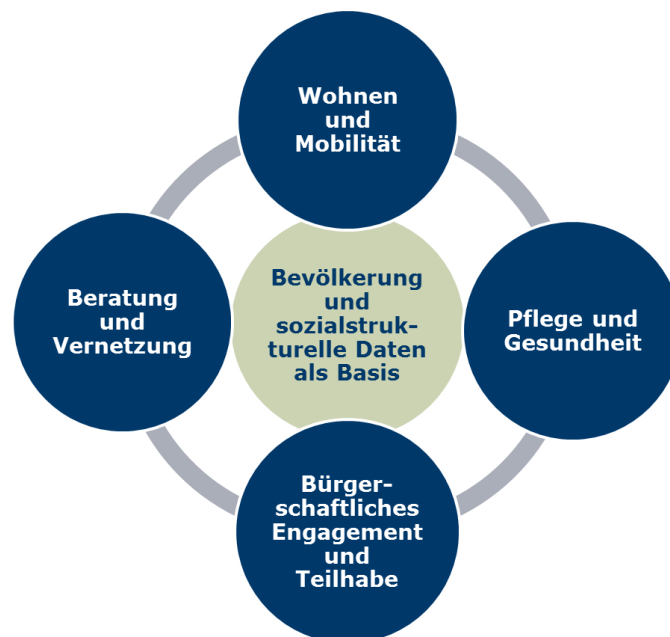 Wohnen
und
Mobilität
Beratung
und
Vernetzung
Bevölkerung
und
sozialstruk-
turelle Daten
als Basis
Pflege und
Gesundheit
Bürger-
schaftliches
Engagement
und
Teilhabe